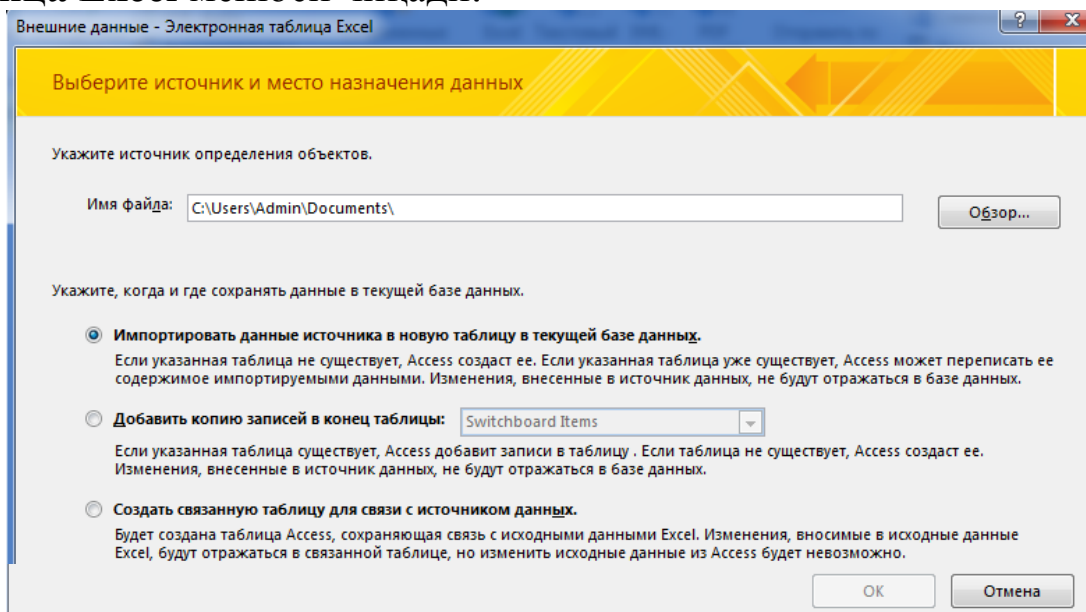 Внешние данные - Электронная таблица Excel
Выберите источник и место назначения данных
Укажите источник определения объектов.
Имя файла: C:\Users\Admin\Documents\ Обзор...
Укажите, когда и где сохранять данные в текущей базе данных.
Импортировать данные источника в новую таблицу в текущей базе данных.
Если указанная таблица не существует, Access создаст ее. Если указанная таблица уже существует, Access может переписать ее
содержимое импортируемыми данными. Изменения, внесенные в источник данных, не будут отражаться в базе данных.
Добавить копию записей в конец таблицы: Switchboard Items
Если указанная таблица существует, Access добавит записи в таблицу . Если таблица не существует, Access создаст ее.
Изменения, внесенные в источник данных, не будут отражаться в базе данных.
Создать связанную таблицу для связи с источником данных.
Будет создана таблица Access, сохраняющая связь с исходными данными Excel. Изменения, вносимые в исходные данные
Excel, будут отражаться в связанной таблице, но изменить исходные данные из Access будет невозможно.
ОК Отмена